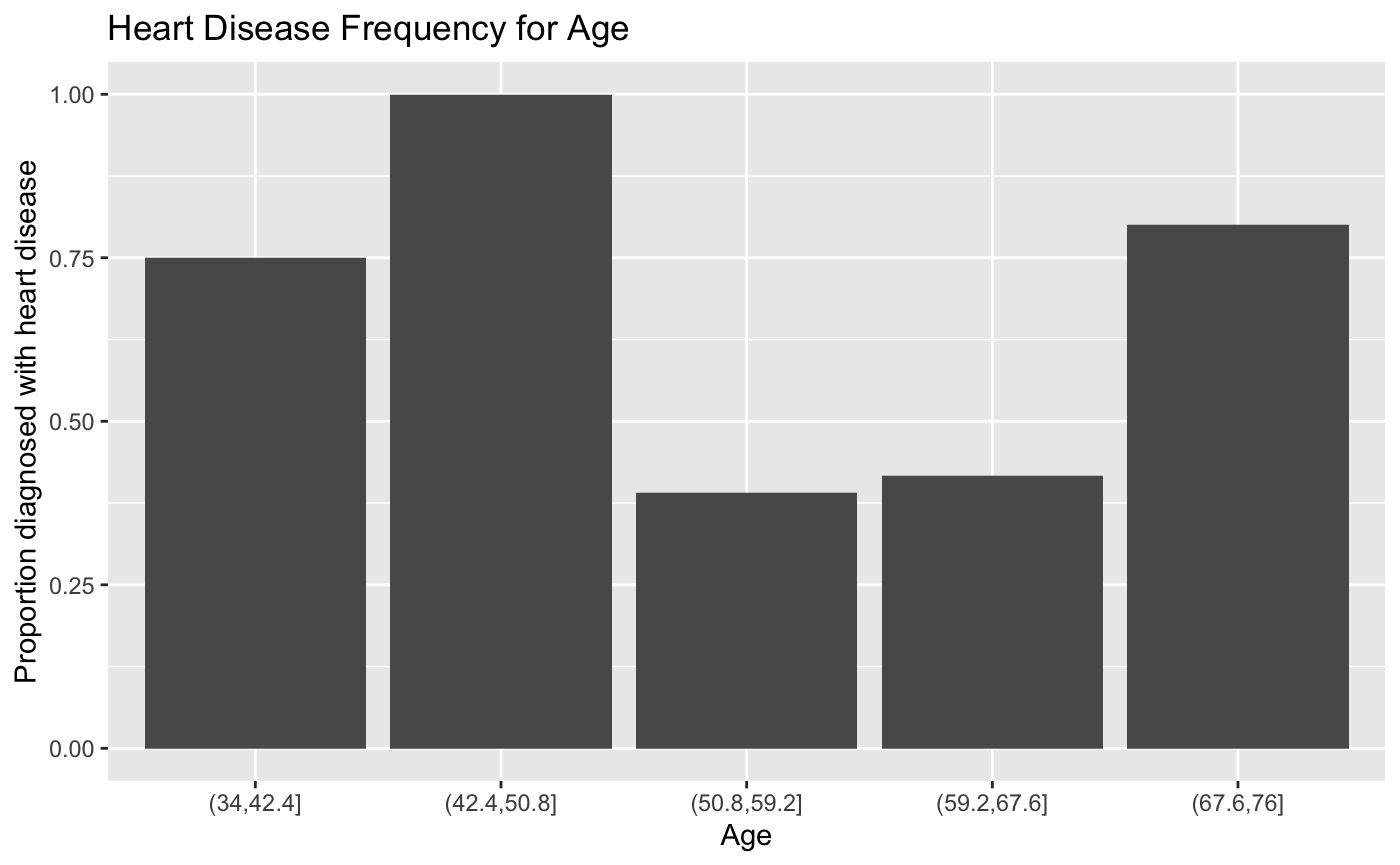 Heart Disease Frequency for Age
Proportion diagnosed with heart disease
1.00
0.75
0.50
0.25
0.00
(34,42.4] (42.4,50.8] (50.8,59.2] (59.2,67.6] (67.6,76]
Age